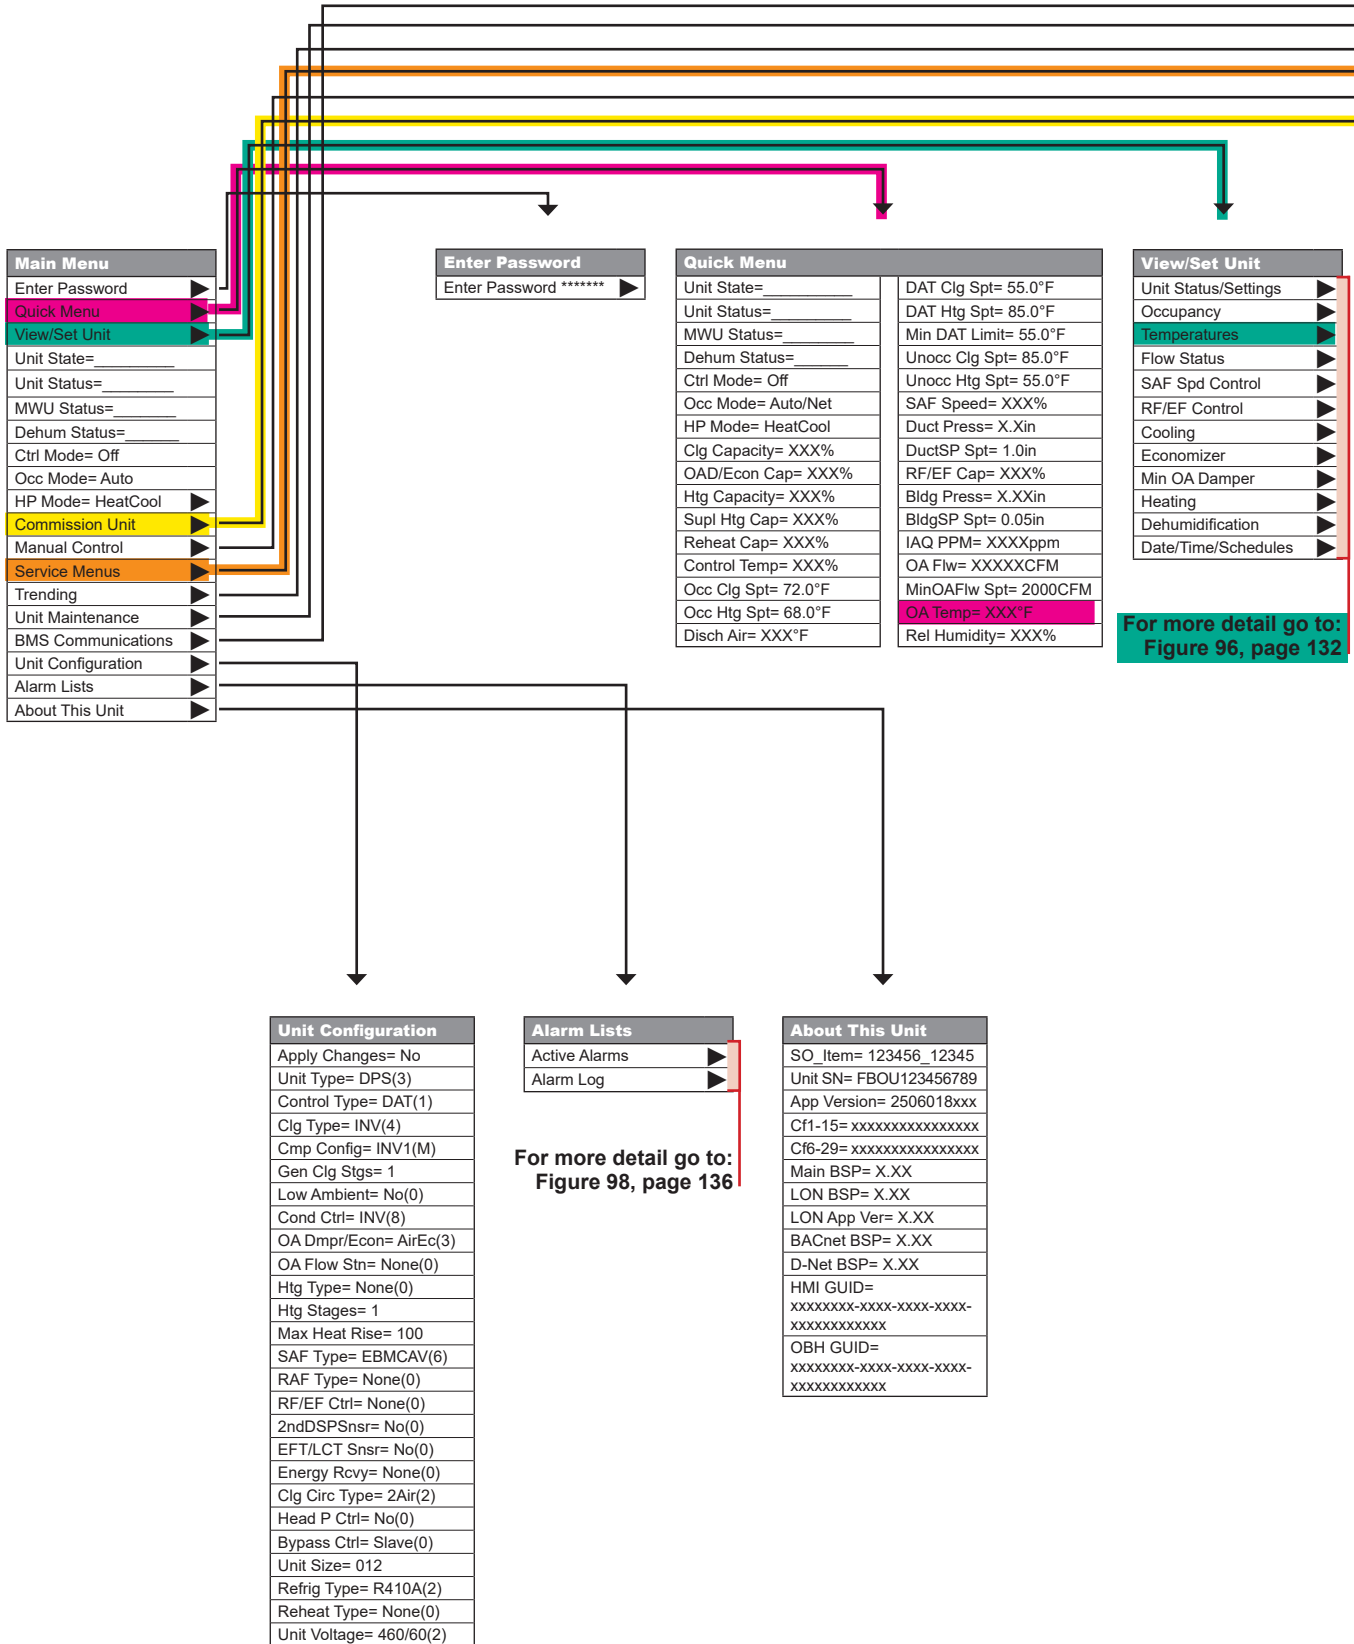 Main Menu
Enter Password
Quick Menu
View/Set Unit
Unit State=__________
Unit Status=_________
MWU Status=________
Dehum Status=_______
Ctrl Mode= Off
Occ Mode= Auto
HP Mode= HeatCool
Commission Unit
Manual Control
Service Menus
Trending
Unit Maintenance
BMS Communications
Unit Configuration
Alarm Lists
About This Unit
Enter Password
Enter Password *******
Quick Menu
Unit State=___________
Unit Status=__________
MWU Status=_________
Dehum Status=________
Ctrl Mode= Off
Occ Mode= Auto/Net
HP Mode= HeatCool
Clg Capacity= XXX%
OAD/Econ Cap= XXX%
Htg Capacity= XXX%
Supl Htg Cap= XXX%
Reheat Cap= XXX%
Control Temp= XXX%
Occ Clg Spt= 72.0°F
Occ Htg Spt= 68.0°F
Disch Air= XXX°F
DAT Clg Spt= 55.0°F
DAT Htg Spt= 85.0°F
Min DAT Limit= 55.0°F
Unocc Clg Spt= 85.0°F
Unocc Htg Spt= 55.0°F
SAF Speed= XXX%
Duct Press= X.Xin
DuctSP Spt= 1.0in
RF/EF Cap= XXX%
Bldg Press= X.XXin
BldgSP Spt= 0.05in
IAQ PPM= XXXXppm
OA Flw= XXXXXCFM
MinOAFlw Spt= 2000CFM
OA Temp= XXX°F
Rel Humidity= XXX%
View/Set Unit
Unit Status/Settings
Occupancy
Temperatures
Flow Status
SAF Spd Control
RF/EF Control
Cooling
Economizer
Min OA Damper
Heating
Dehumidification
Date/Time/Schedules
For more detail go to:
Figure 96, page 132
Unit Configuration
Apply Changes= No
Unit Type= DPS(3)
Control Type= DAT(1)
Clg Type= INV(4)
Cmp Config= INV1(M)
Gen Clg Stgs= 1
Low Ambient= No(0)
Cond Ctrl= INV(8)
OA Dmpr/Econ= AirEc(3)
OA Flow Stn= None(0)
Htg Type= None(0)
Htg Stages= 1
Max Heat Rise= 100
SAF Type= EBMCAV(6)
RAF Type= None(0)
RF/EF Ctrl= None(0)
2ndDSPSnsr= No(0)
EFT/LCT Snsr= No(0)
Energy Rcvy= None(0)
Clg Circ Type= 2Air(2)
Head P Ctrl= No(0)
Bypass Ctrl= Slave(0)
Unit Size= 012
Refrig Type= R410A(2)
Reheat Type= None(0)
Unit Voltage= 460/60(2)
Alarm Lists
Active Alarms
Alarm Log
For more detail go to:
Figure 98, page 136
About This Unit
SO_Item= 123456_12345
Unit SN= FBOU123456789
App Version= 2506018xxx
Cf1-15= xxxxxxxxxxxxxxxx
Cf6-29= xxxxxxxxxxxxxxxx
Main BSP= X.XX
LON BSP= X.XX
LON App Ver= X.XX
BACnet BSP= X.XX
D-Net BSP= X.XX
HMI GUID=
xxxxxxxx-xxxx-xxxx-xxxx-
xxxxxxxxxxxx
OBH GUID=
xxxxxxxx-xxxx-xxxx-xxxx-
xxxxxxxxxxxx